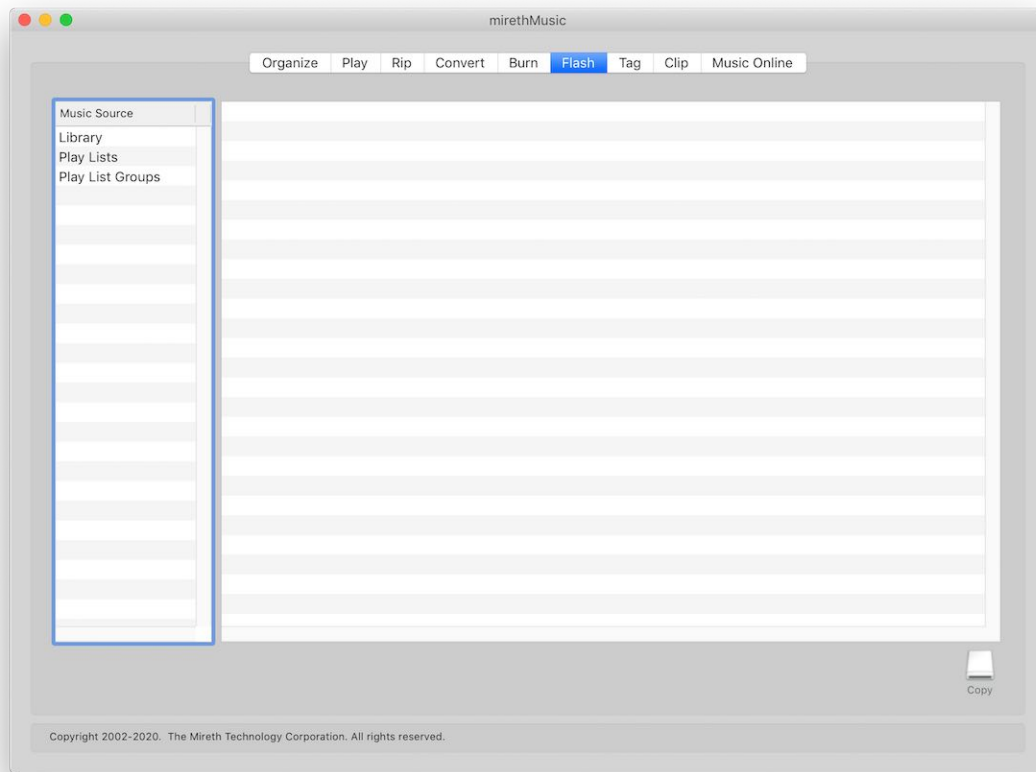 mirethMusic
Organize Play Rip Convert Burn Flash Tag Clip Music Online
Music Source
Library
Play Lists
Play List Groups
Copy
Copyright 2002-2020. The Mireth Technology Corporation. All rights reserved.